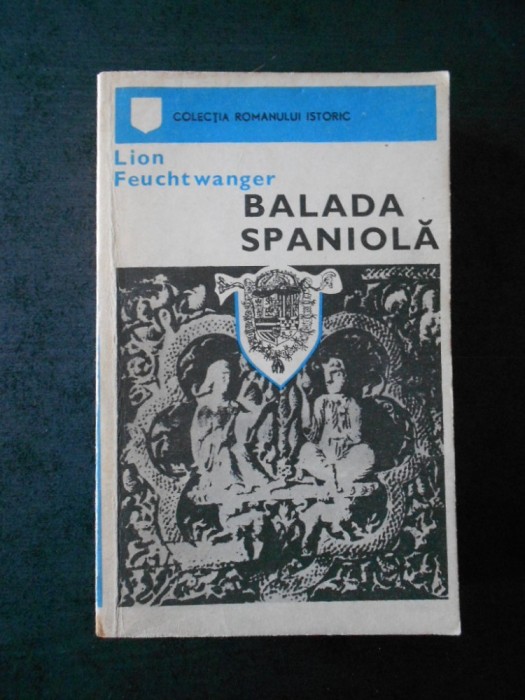 COLECȚIA ROMANULUI ISTORIC
Lion
Feuchtwanger
BALADA
SPANIOLĂ